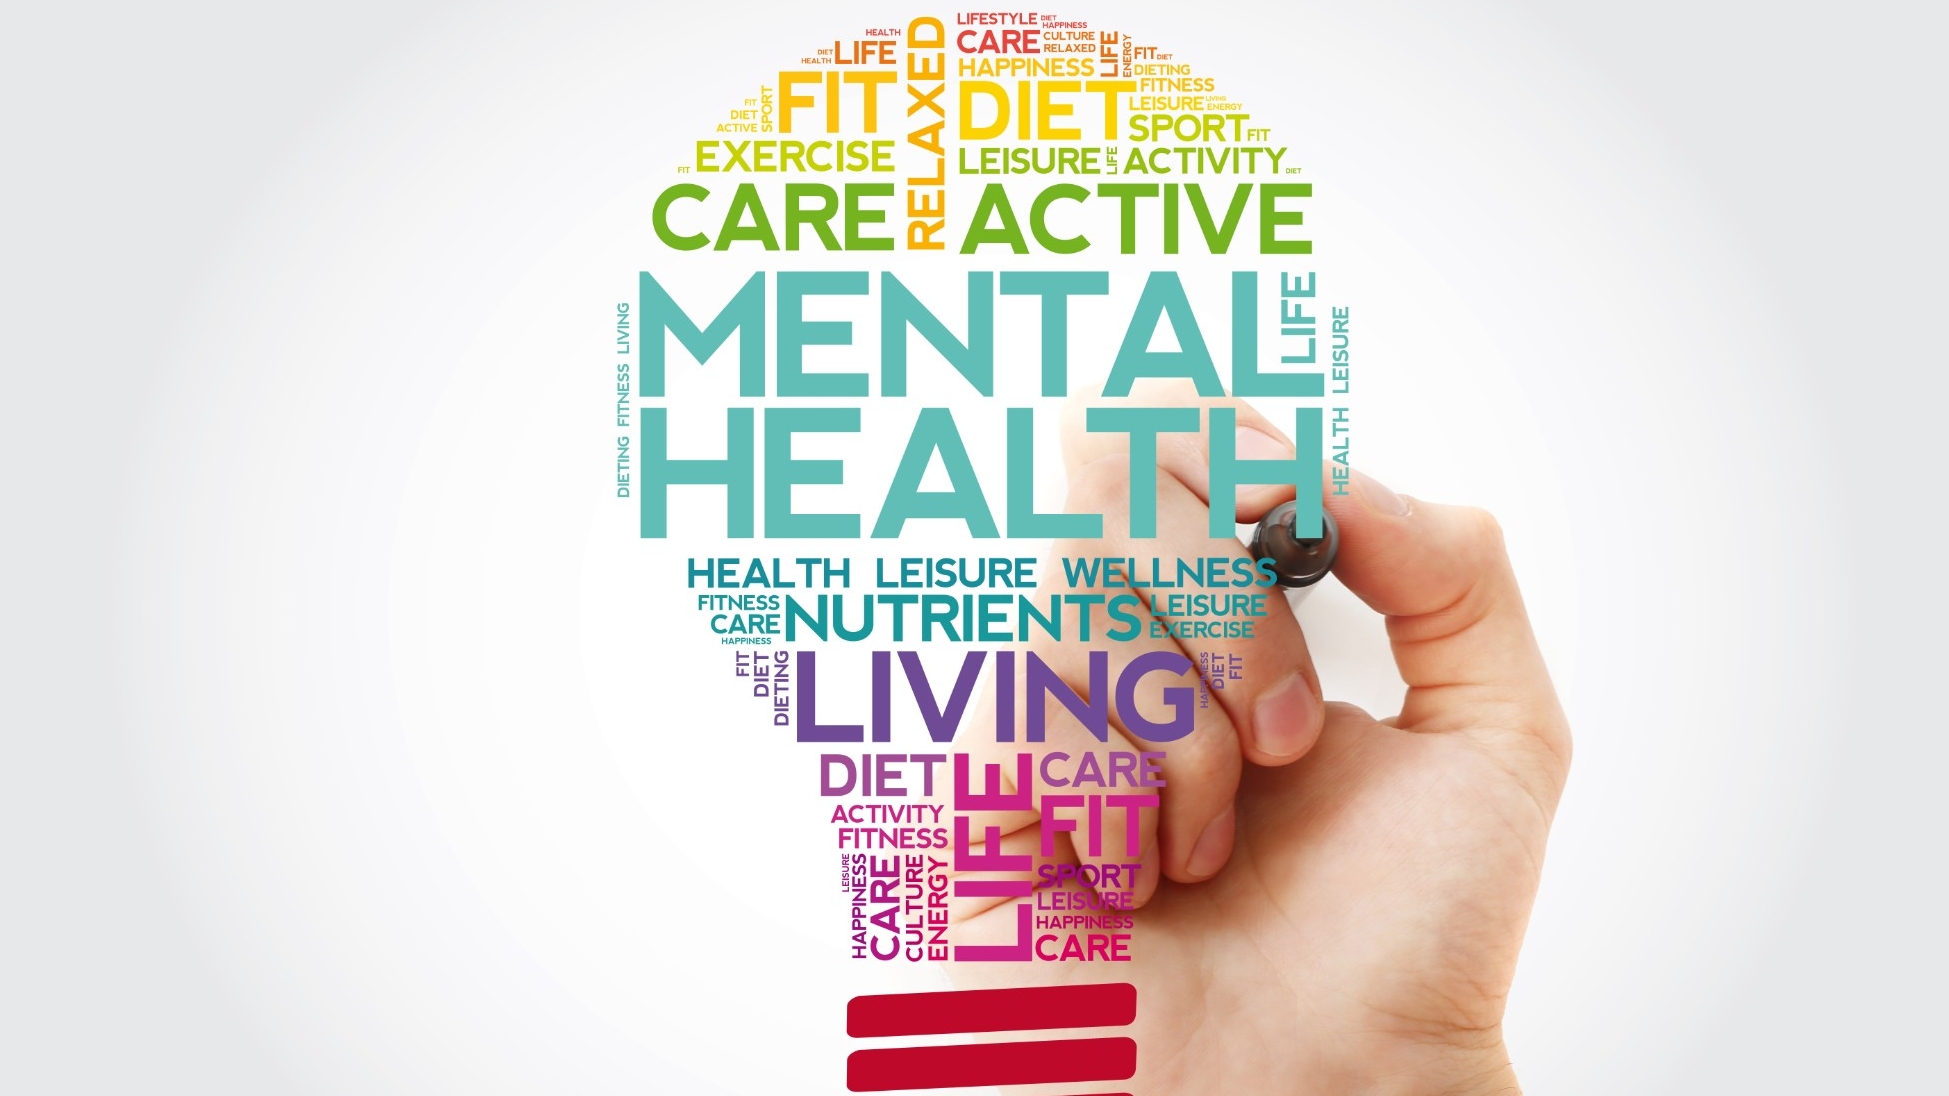 LIFESTYLE DIET
HAPPINESS
HEALTH
CARE CULTURE
RELAXED
DIET LIFE
HEALTH
RELAXED
LIFE
ENERGY
FIT DIET
HAPPINESS
DIETING
FIT
DIET
FITNESS
SPORT
FIT
DIET
ACTIVE
LEISURE LIVING
ENERGY
SPORT FIT
FIT EXERCISE
LEISURE LIFE ACTIVITY DIET
CARE ACTIVE
MENTAL
LIFE
HEALTH
DIETING FITNESS LIVING
HEALTH LEISURE
HEALTH LEISURE WELLNESS
FITNESS
CARE
HAPPINESS
NUTRIENTS
LEISURE
EXERCISE
FIT
DIET
DIETING
LIVING
HAPPINESS
DIET
FIT
DIET
LIFE
CARE
ACTIVITY
FITNESS
FIT
LEISURE
HAPPINESS
CARE
CULTURE
ENERGY
SPORT
LEISURE
HAPPINESS
CARE